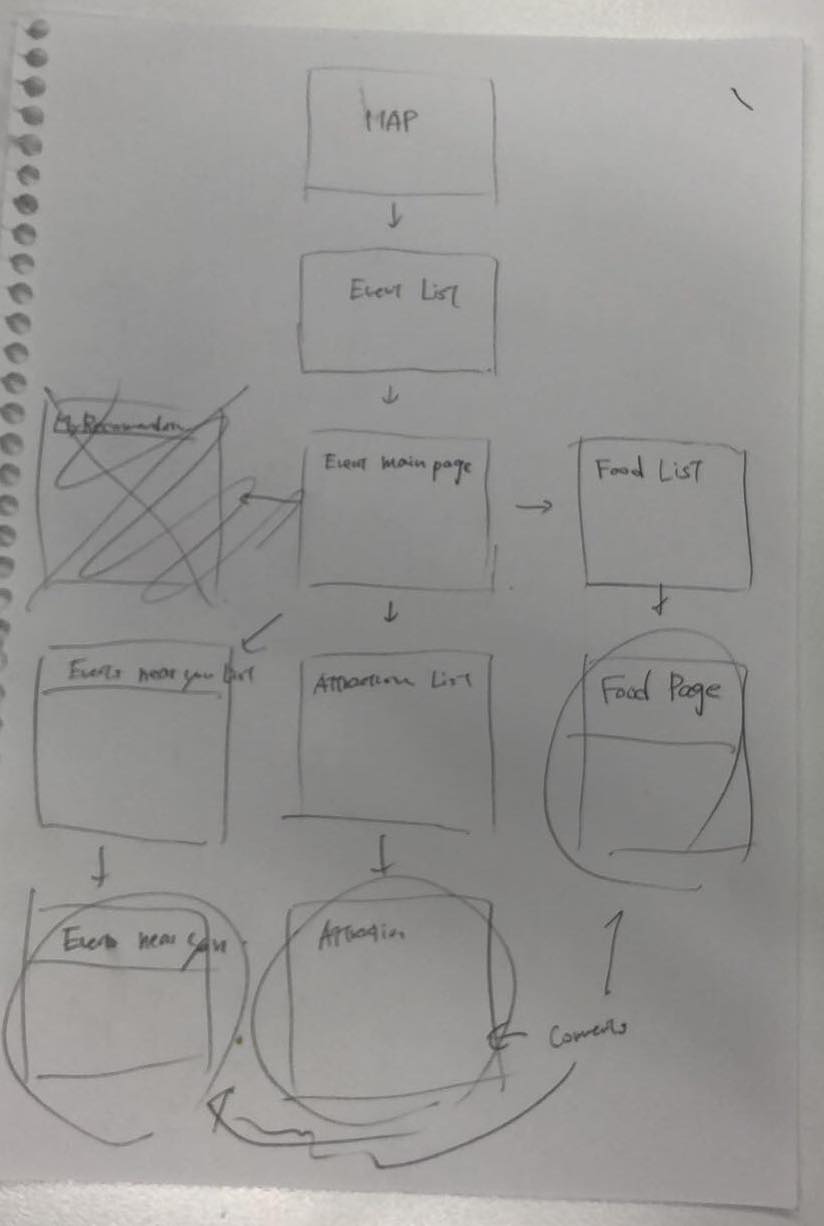 MAP
Event List
My Recomendon
Event main page
Food List
Events near you List
Attraction List
Food Page
Events near you
Attraction
Comments